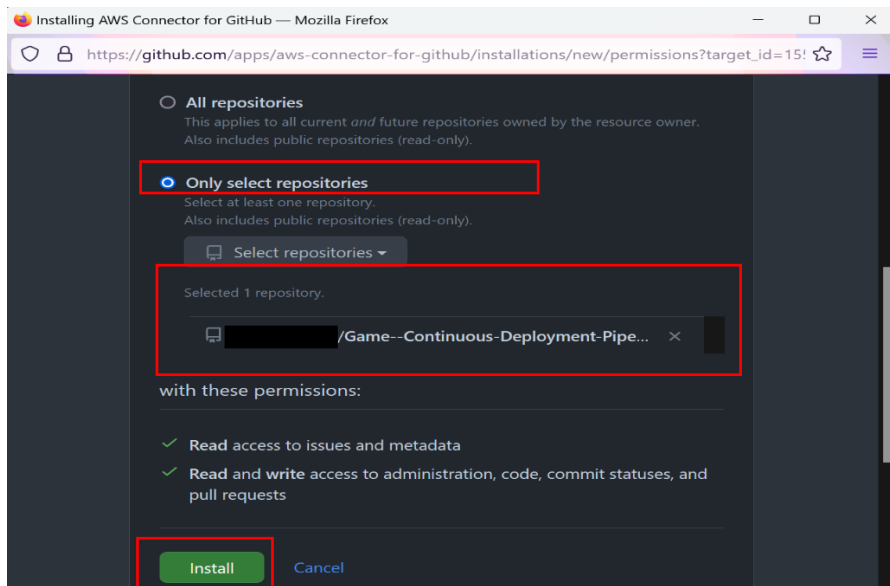 Installing AWS Connector for GitHub — Mozilla Firefox
https://github.com/apps/aws-connector-for-github/installations/new/permissions?target_id=15
All repositories
This applies to all current and future repositories owned by the resource owner.
Also includes public repositories (read-only).
Only select repositories
Select at least one repository.
Also includes public repositories (read-only).
Select repositories
Selected 1 repository.
/Game--Continuous-Deployment-Pipe...
with these permissions:
Read access to issues and metadata
Read and write access to administration, code, commit statuses, and
pull requests
Install Cancel